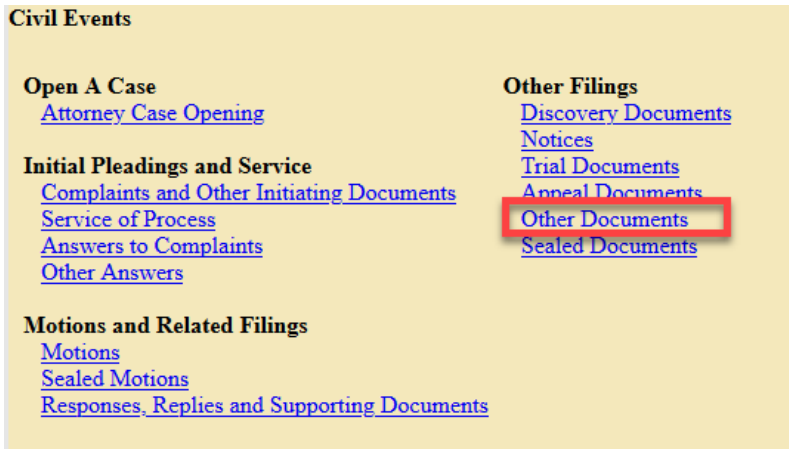 Civil Events
Open A Case
Attorney Case Opening
Initial Pleadings and Service
Complaints and Other Initiating Documents
Service of Process
Answers to Complaints
Other Answers
Motions and Related Filings
Motions
Sealed Motions
Responses, Replies and Supporting Documents
Other Filings
Discovery Documents
Notices
Trial Documents
Appeal Documents
Other Documents
Sealed Documents